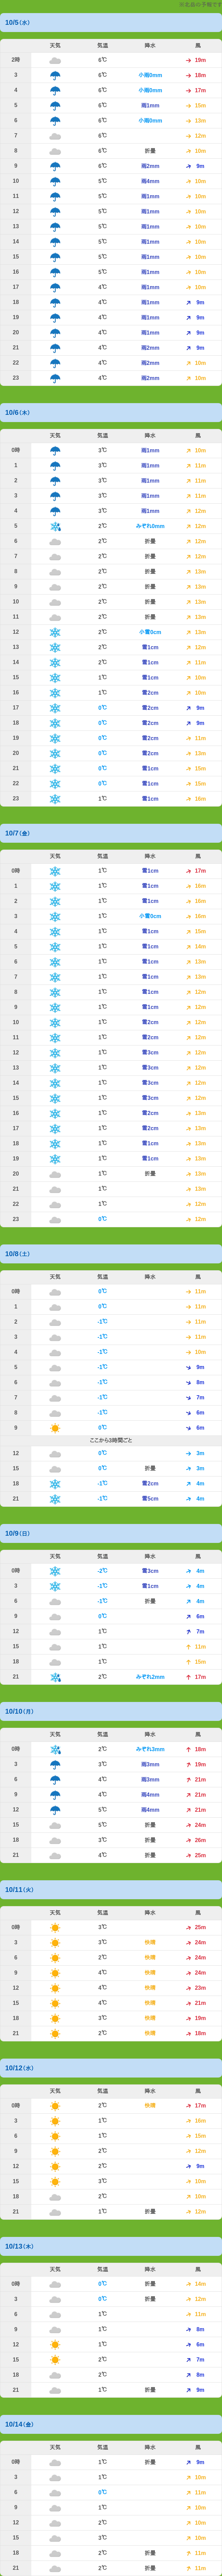 10/5(水)
天気 気温 降水 風
2時 6℃ 19m
3 6℃ 小雨0mm 18m
4 6℃ 小雨0mm 17m
5 6℃ 雨1mm 15m
6 6℃ 小雨0mm 13m
7 6℃ 12m
8 6℃ 折曇 10m
9 6℃ 雨2mm 9m
10 5℃ 雨4mm 10m
11 5℃ 雨1mm 10m
12 5℃ 雨1mm 10m
13 5℃ 雨1mm 10m
14 5℃ 雨1mm 10m
15 5℃ 雨1mm 10m
16 5℃ 雨1mm 10m
17 4℃ 雨1mm 10m
18 4℃ 雨1mm 9m
19 4℃ 雨1mm 9m
20 4℃ 雨1mm 9m
21 4℃ 雨2mm 9m
22 4℃ 雨2mm 10m
23 4℃ 雨2mm 10m
10/6(木)
天気 気温 降水 風
0時 3℃ 雨1mm 10m
1 3℃ 雨1mm 11m
2 3℃ 雨1mm 11m
3 3℃ 雨1mm 11m
4 3℃ 雨1mm 12m
5 2℃ みぞれ0mm 12m
6 2℃ 折曇 12m
7 2℃ 折曇 12m
8 2℃ 折曇 13m
9 2℃ 折曇 13m
10 2℃ 折曇 13m
11 2℃ 折曇 13m
12 2℃ 小雪0cm 13m
13 2℃ 雪1cm 12m
14 2℃ 雪1cm 11m
15 1℃ 雪1cm 10m
16 1℃ 雪2cm 10m
17 0℃ 雪2cm 9m
18 0℃ 雪2cm 9m
19 0℃ 雪2cm 11m
20 0℃ 雪2cm 13m
21 0℃ 雪1cm 15m
22 0℃ 雪1cm 15m
23 1℃ 雪1cm 16m
10/7(金)
天気 気温 降水 風
0時 1℃ 雪1cm 17m
1 1℃ 雪1cm 16m
2 1℃ 雪1cm 16m
3 1℃ 小雪0cm 16m
4 1℃ 雪1cm 15m
5 1℃ 雪1cm 14m
6 1℃ 雪1cm 13m
7 1℃ 雪1cm 13m
8 1℃ 雪1cm 12m
9 1℃ 雪1cm 12m
10 1℃ 雪2cm 12m
11 1℃ 雪2cm 12m
12 1℃ 雪3cm 12m
13 1℃ 雪3cm 12m
14 1℃ 雪3cm 12m
15 1℃ 雪3cm 12m
16 1℃ 雪2cm 13m
17 1℃ 雪2cm 13m
18 1℃ 雪1cm 13m
19 1℃ 雪1cm 13m
20 1℃ 折曇 13m
21 1℃ 13m
22 1℃ 12m
23 0℃ 12m
10/8(土)
天気 気温 降水 風
0時 0℃ 11m
1 0℃ 11m
2 -1℃ 11m
3 -1℃ 11m
4 -1℃ 10m
5 -1℃ 9m
6 -1℃ 8m
7 -1℃ 7m
8 -1℃ 6m
9 0℃ 6m
ここから3時間ごと
12 0℃ 3m
15 0℃ 折曇 3m
18 -1℃ 雪2cm 4m
21 -1℃ 雪5cm 4m
10/9(日)
天気 気温 降水 風
0時 -2℃ 雪3cm 4m
3 -1℃ 雪1cm 4m
6 -1℃ 折曇 4m
9 0℃ 6m
12 1℃ 7m
15 1℃ 11m
18 1℃ 15m
21 2℃ みぞれ2mm 17m
10/10(月)
天気 気温 降水 風
0時 2℃ みぞれ3mm 18m
3 3℃ 雨3mm 19m
6 4℃ 雨3mm 21m
9 4℃ 雨4mm 21m
12 5℃ 雨4mm 21m
15 5℃ 折曇 24m
18 3℃ 折曇 26m
21 4℃ 折曇 25m
10/11(火)
天気 気温 降水 風
0時 3℃ 25m
3 3℃ 快晴 24m
6 2℃ 快晴 24m
9 4℃ 快晴 24m
12 4℃ 快晴 23m
15 4℃ 快晴 21m
18 3℃ 快晴 19m
21 2℃ 快晴 18m
10/12(水)
天気 気温 降水 風
0時 2℃ 快晴 17m
3 1℃ 16m
6 1℃ 15m
9 2℃ 12m
12 2℃ 9m
15 3℃ 10m
18 2℃ 10m
21 1℃ 折曇 12m
10/13(木)
天気 気温 降水 風
0時 0℃ 折曇 14m
3 0℃ 折曇 12m
6 1℃ 11m
9 1℃ 8m
12 1℃ 6m
15 2℃ 7m
18 2℃ 8m
21 1℃ 折曇 9m
10/14(金)
天気 気温 降水 風
0時 1℃ 折曇 9m
3 1℃ 10m
6 0℃ 11m
9 1℃ 10m
12 2℃ 10m
15 3℃ 10m
18 2℃ 折曇 11m
21 2℃ 折曇 11m